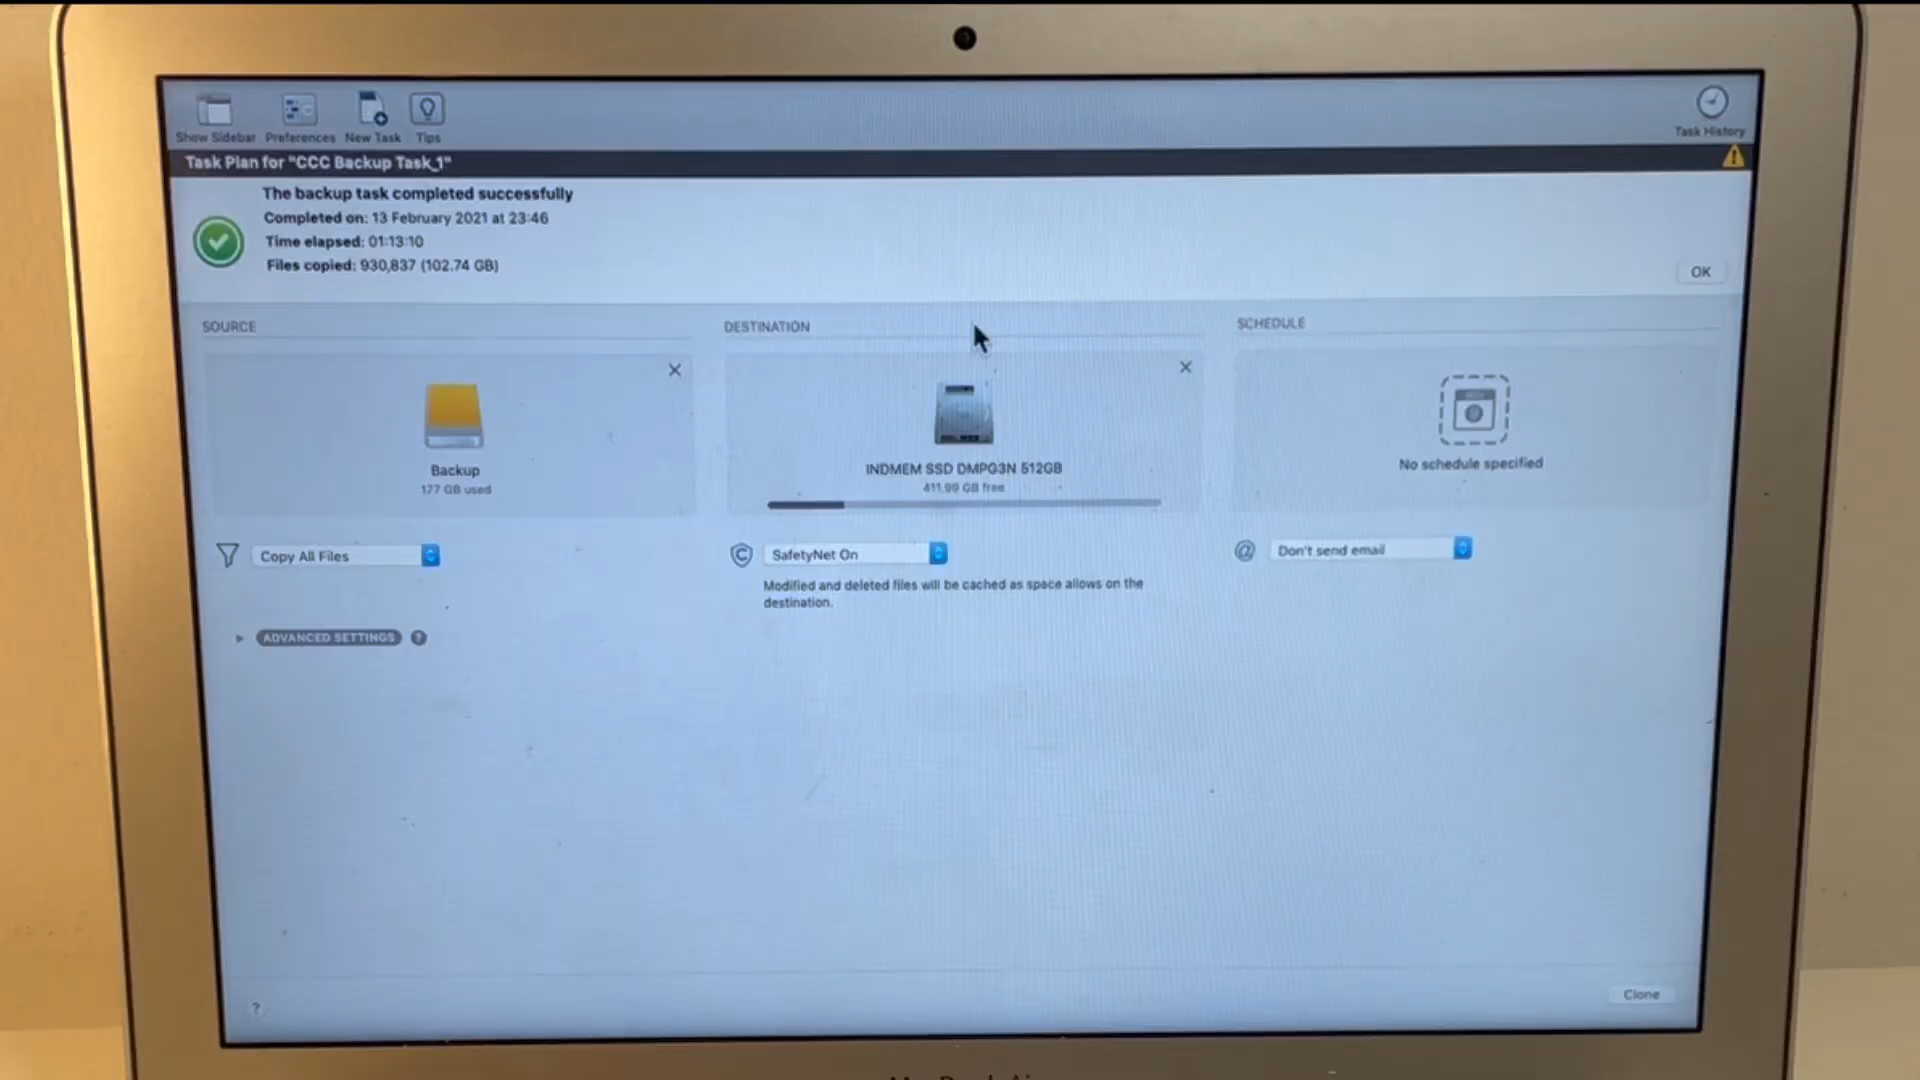 Show Sidebar Preferences New Task Tips
Task History
Task Plan for "CCC Backup Task_1"
The backup task completed successfully
Completed on: 13 February 2021 at 23:46
Time elapsed: 01:13:10
Files copied: 930,837 (102.74 GB)
OK
SOURCE
DESTINATION
SCHEDULE
Backup
177 GB used
INDMEM SSD DMPG3N 512GB
411.99 GB free
No schedule specified
Copy All Files
SafetyNet On
Don't send email
Modified and deleted files will be cached as space allows on the
destination.
ADVANCED SETTINGS ?
?
Clone